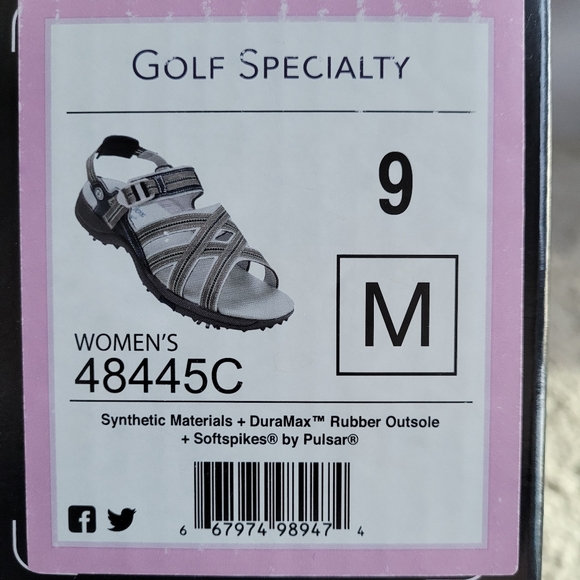 GOLF SPECIALTY
9
M
WOMEN'S
48445C
Synthetic Materials + DuraMax™ Rubber Outsole
+ Softspikes® by Pulsar®
6 67974 98947 4